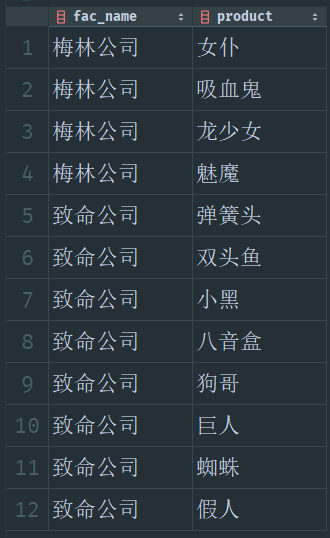 fac_name product
1 梅林公司 女仆
2 梅林公司 吸血鬼
3 梅林公司 龙少女
4 梅林公司 魅魔
5 致命公司 弹簧头
6 致命公司 双头鱼
7 致命公司 小黑
8 致命公司 八音盒
9 致命公司 狗哥
10 致命公司 巨人
11 致命公司 蜘蛛
12 致命公司 假人